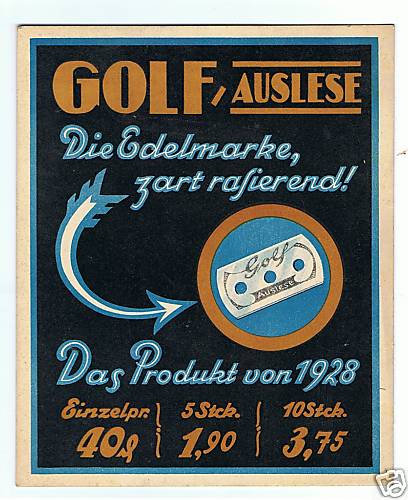 GOLF, AUSLESE
Die Edelmarke,
zart raſierend!
Golf
Auslese
Das Produkt von 1928
Einzelpr. 5 Stck. 10 Stck.
40₰ 1,90 3,75
ebY